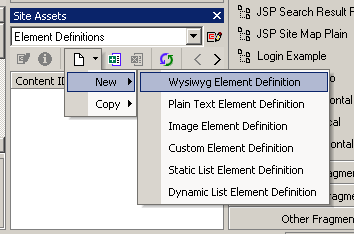 Site Assets
Element Definitions
Content ID
New
Copy
Wysiwyg Element Definition
Plain Text Element Definition
Image Element Definition
Custom Element Definition
Static List Element Definition
Dynamic List Element Definition
JSP Search Result
JSP Site Map Plain
Login Example
Other Fragme